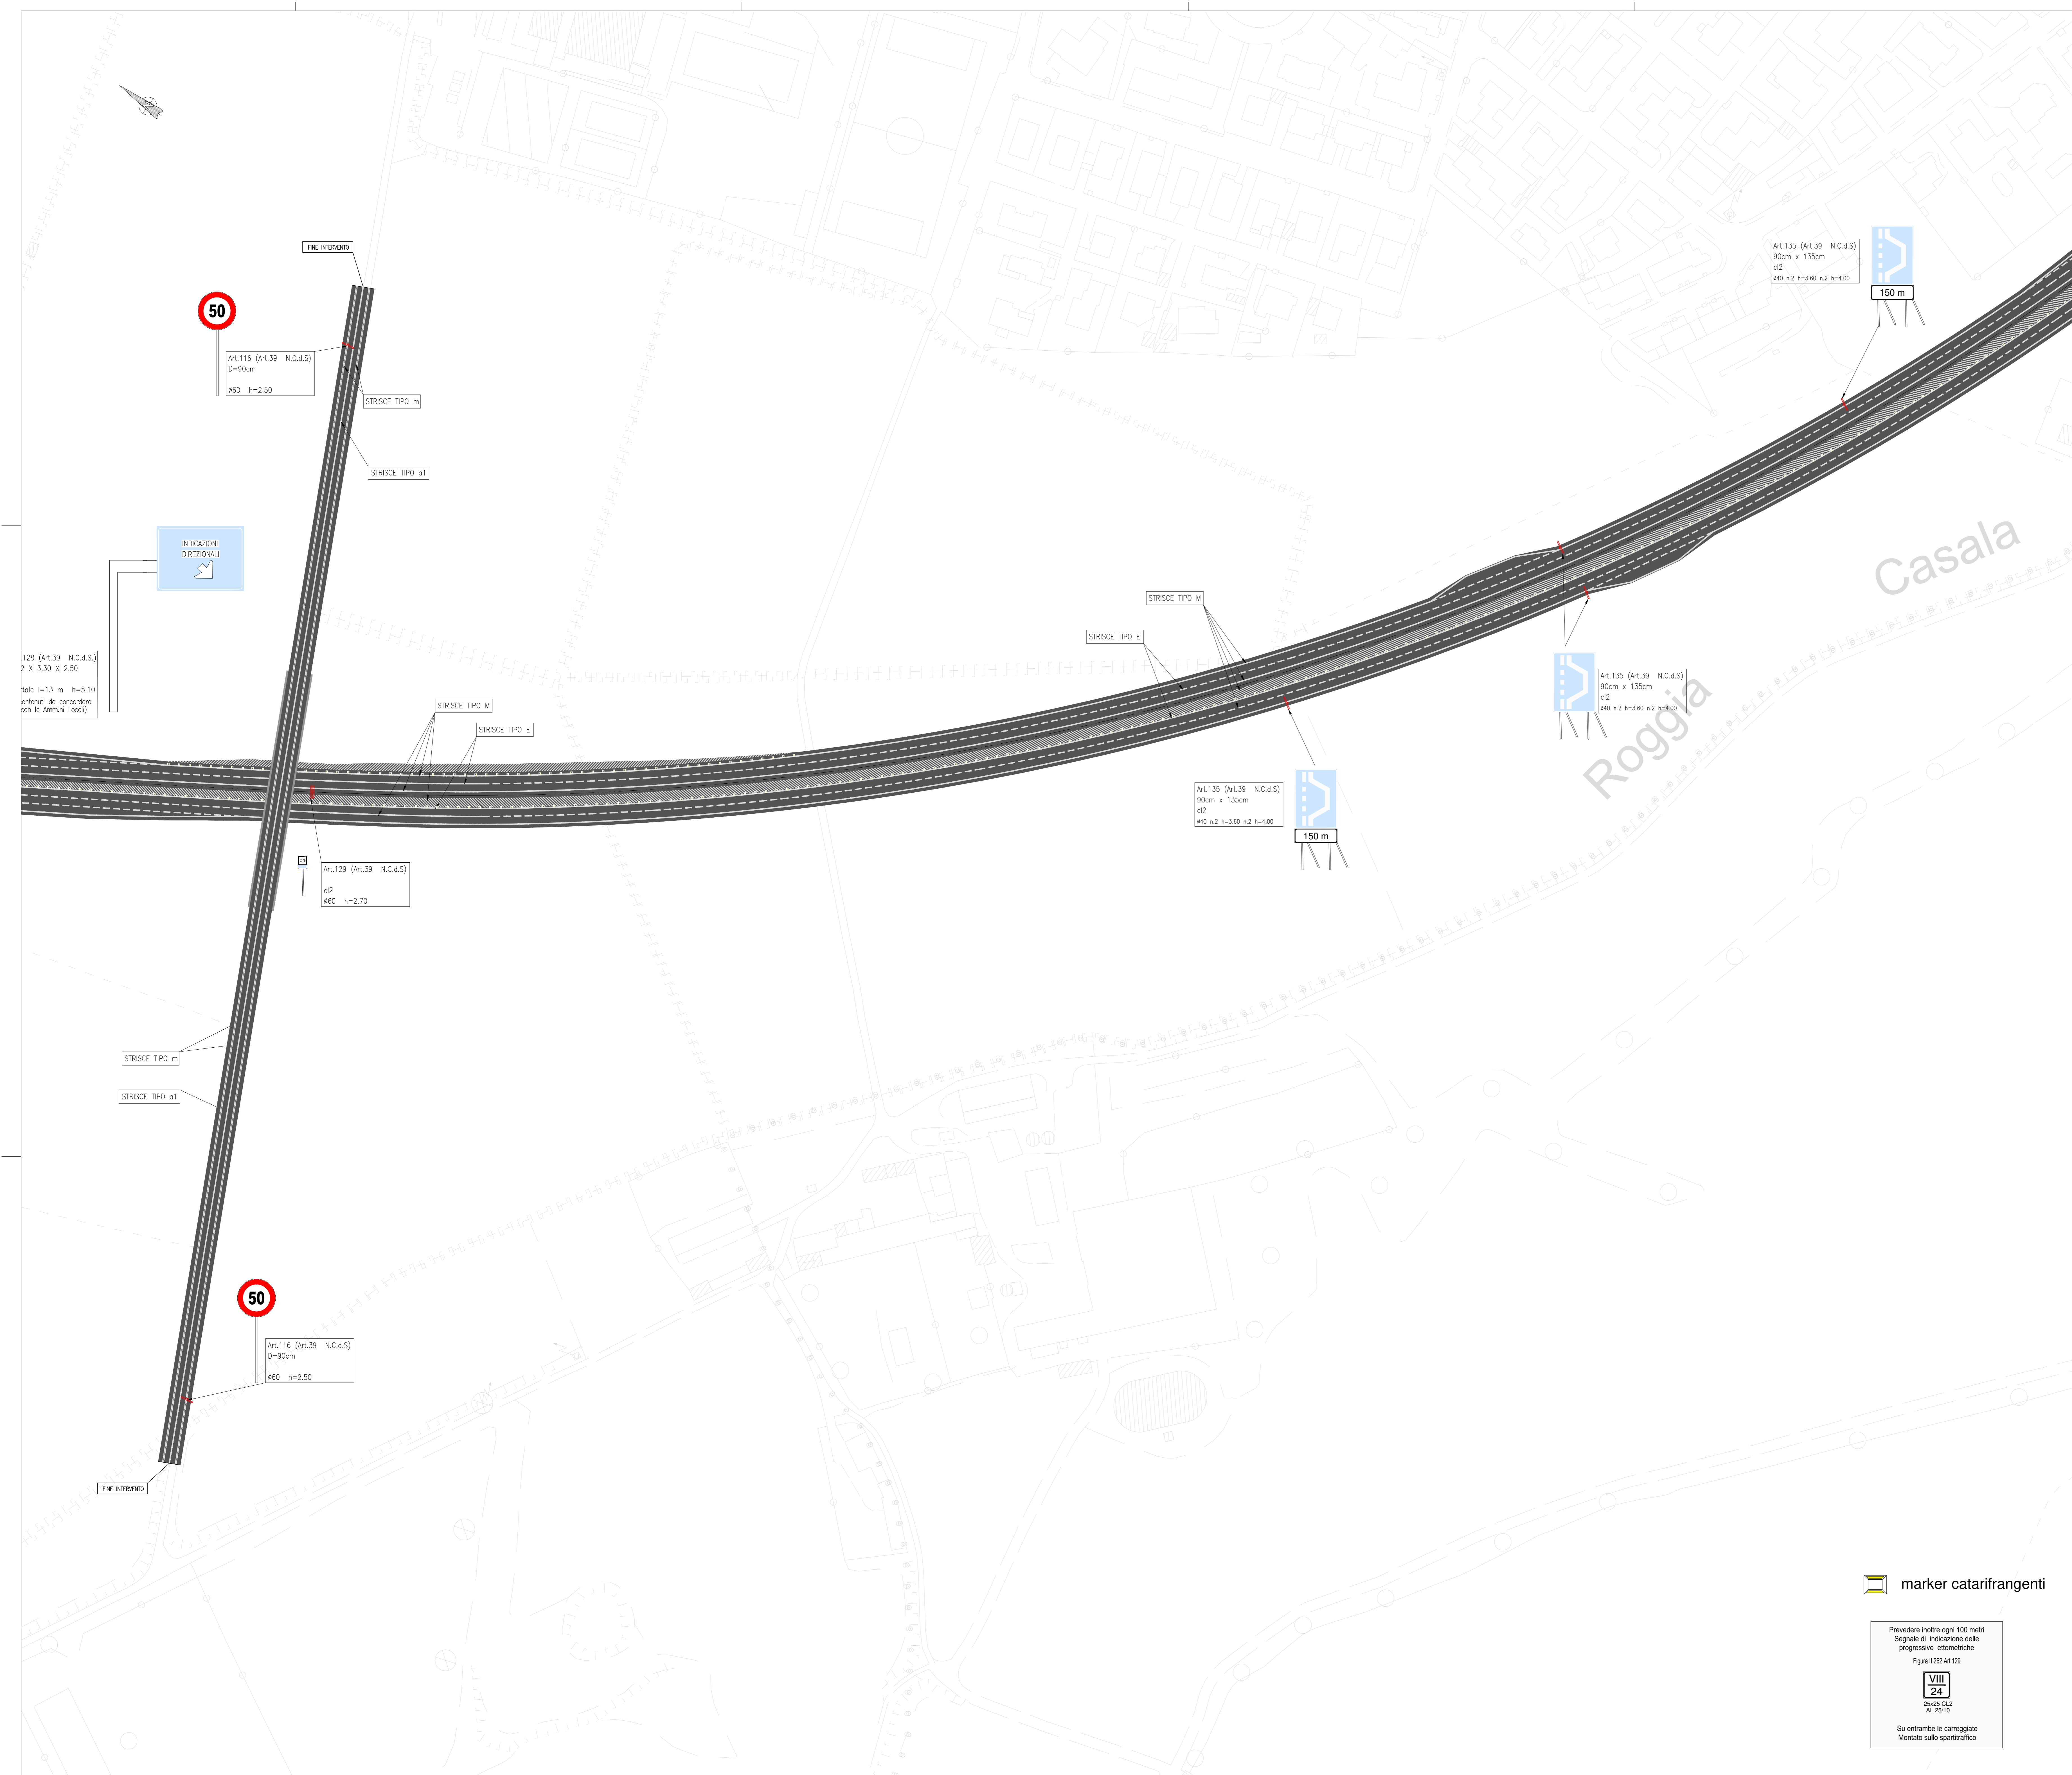 FINE INTERVENTO
50
Art.116 (Art.39 N.C.d.S)
D=90cm
ø60 h=2.50
STRISCE TIPO m
STRISCE TIPO a1
INDICAZIONI
DIREZIONALI
128 (Art.39 N.C.d.S.)
2 X 3.30 X 2.50
tale l=13 m h=5.10
ontenuti da concordare
con le Amm.ni Locali)
STRISCE TIPO M
STRISCE TIPO E
Art.129 (Art.39 N.C.d.S)
cl2
ø60 h=2.70
STRISCE TIPO m
STRISCE TIPO a1
50
Art.116 (Art.39 N.C.d.S)
D=90cm
ø60 h=2.50
FINE INTERVENTO
STRISCE TIPO M
STRISCE TIPO E
Art.135 (Art.39 N.C.d.S)
90cm x 135cm
cl2
ø40 n.2 h=3.60 n.2 h=4.00
150 m
Art.135 (Art.39 N.C.d.S)
90cm x 135cm
cl2
ø40 n.2 h=3.60 n.2 h=4.00
Art.135 (Art.39 N.C.d.S)
90cm x 135cm
cl2
ø40 n.2 h=3.60 n.2 h=4.00
150 m
Roggia
Casala
marker catarifrangenti
Prevedere inoltre ogni 100 metri
Segnale di indicazione delle
progressive ettometriche
Figura II 262 Art.129
VIII
24
25x25 CL2
AL 25/10
Su entrambe le carreggiate
Montato sullo spartitraffico